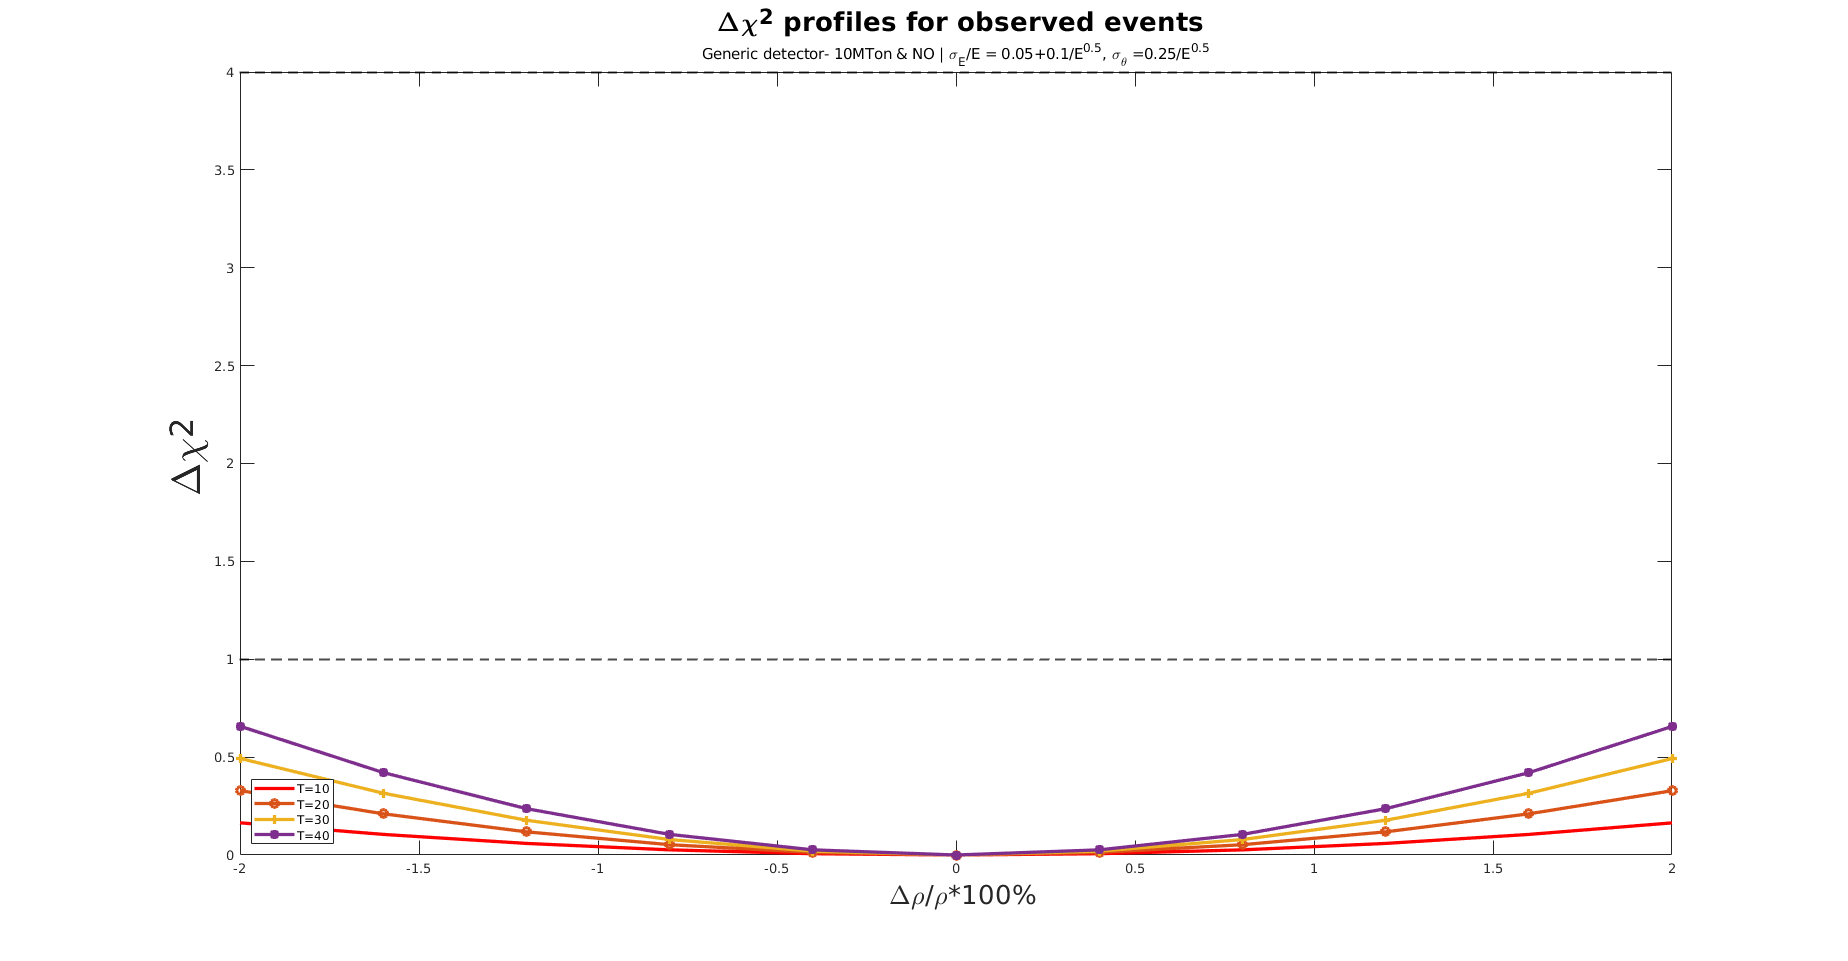 Δχ² profiles for observed events
Generic detector- 10MTon & NO | σ_E/E = 0.05+0.1/E^0.5, σ_θ =0.25/E^0.5
4
3.5
3
2.5
2
1.5
1
0.5
0
Δχ²
T=10
T=20
T=30
T=40
-2 -1.5 -1 -0.5 0 0.5 1 1.5 2
Δρ/ρ*100%